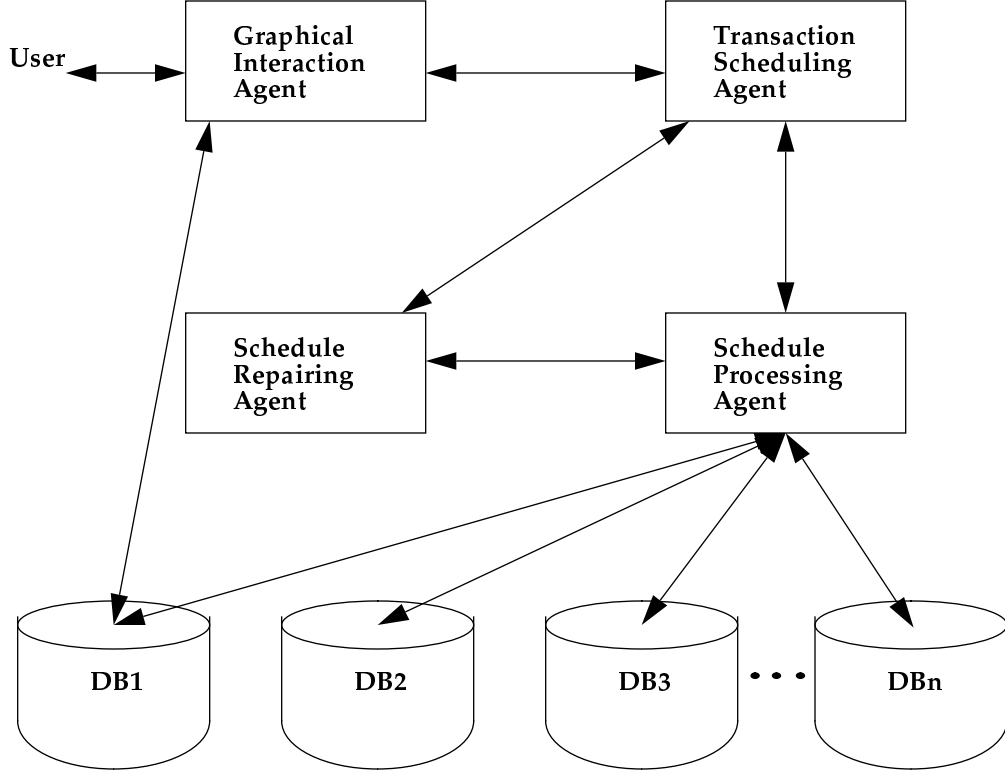 User
Graphical
Interaction
Agent
Transaction
Scheduling
Agent
Schedule
Repairing
Agent
Schedule
Processing
Agent
DB1
DB2
DB3
• • •
DBn